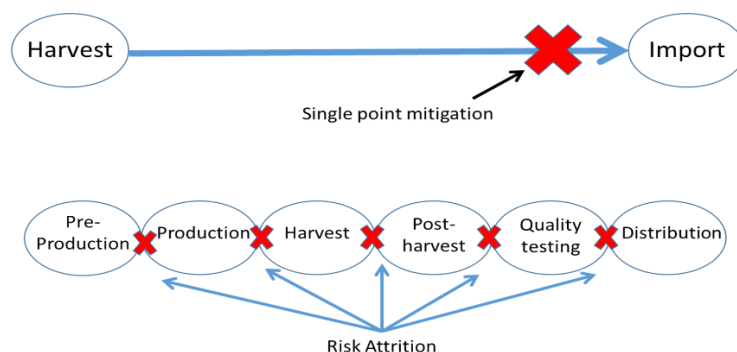 Harvest
Import
Single point mitigation
Pre-
Production
Production
Harvest
Post-
harvest
Quality
testing
Distribution
Risk Attrition